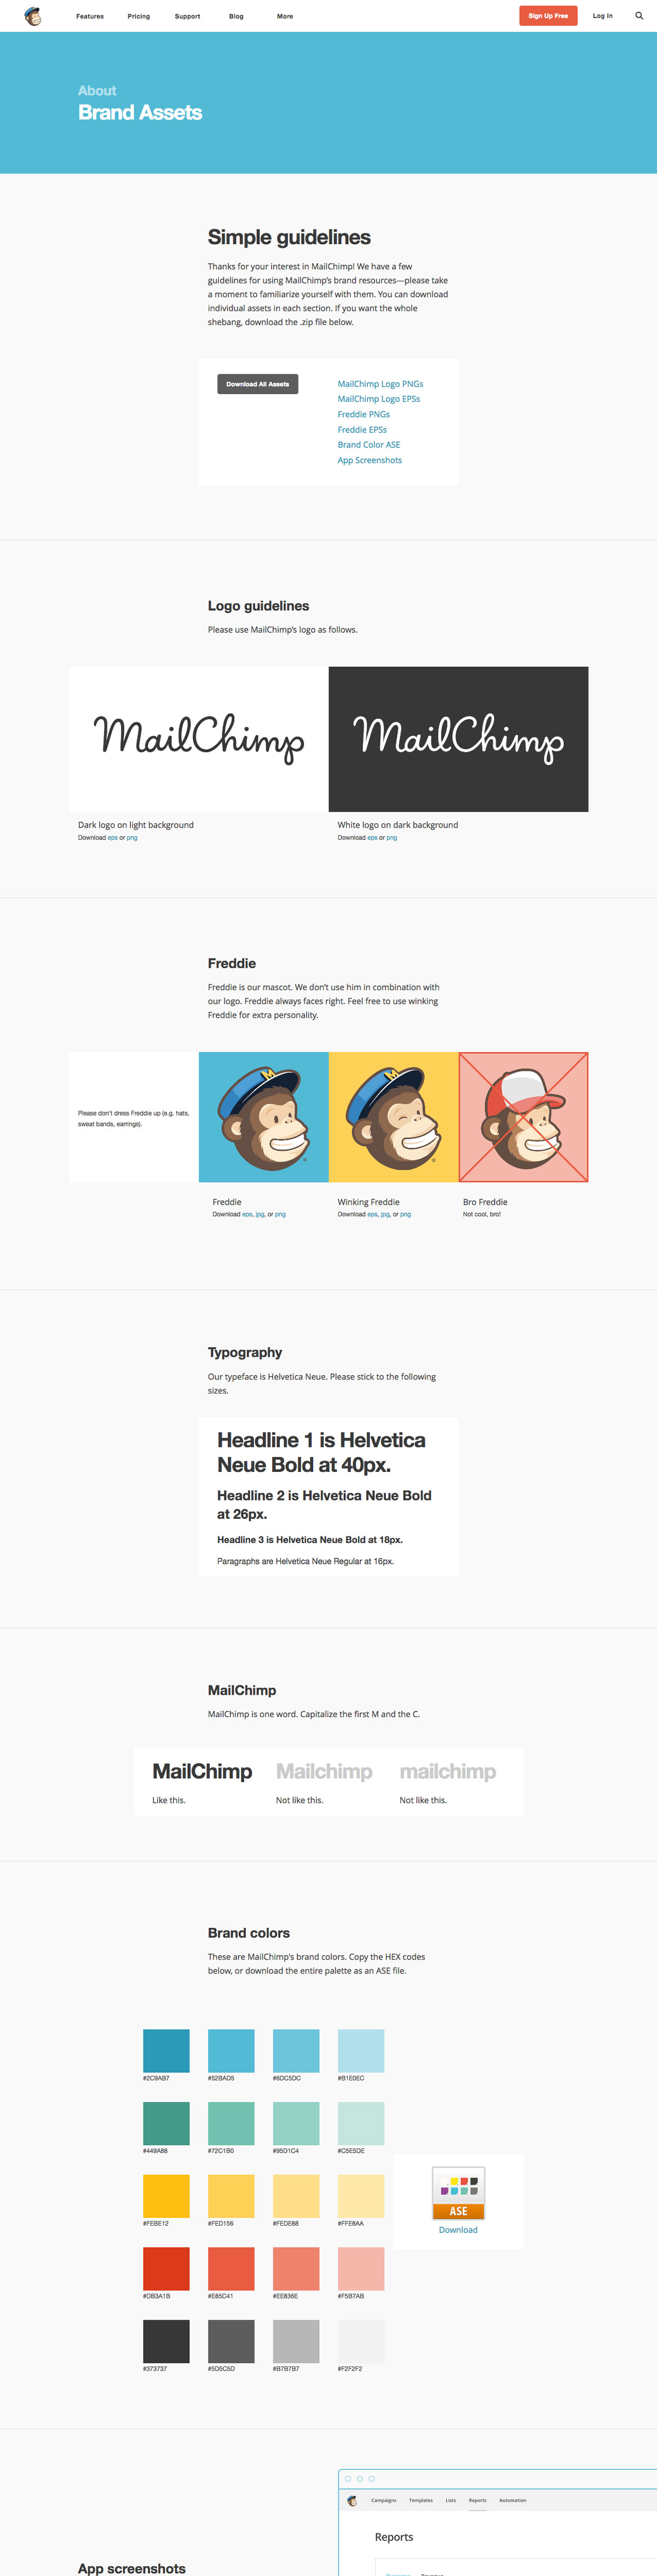 Features Pricing Support Blog More Sign Up Free Log In
About
Brand Assets
Simple guidelines
Thanks for your interest in MailChimp! We have a few
guidelines for using MailChimp's brand resources—please take
a moment to familiarize yourself with them. You can download
individual assets in each section. If you want the whole
shebang, download the .zip file below.
Download All Assets
MailChimp Logo PNGs
MailChimp Logo EPSs
Freddie PNGs
Freddie EPSs
Brand Color ASE
App Screenshots
Logo guidelines
Please use MailChimp's logo as follows.
MailChimp MailChimp
Dark logo on light background
Download eps or png
White logo on dark background
Download eps or png
Freddie
Freddie is our mascot. We don't use him in combination with
our logo. Freddie always faces right. Feel free to use winking
Freddie for extra personality.
Please don't dress Freddie up (e.g. hats,
sweat bands, earrings).
Freddie
Download eps, jpg, or png
Winking Freddie
Download eps, jpg, or png
Bro Freddie
Not cool, bro!
Typography
Our typeface is Helvetica Neue. Please stick to the following
sizes.
Headline 1 is Helvetica
Neue Bold at 40px.
Headline 2 is Helvetica Neue Bold
at 26px.
Headline 3 is Helvetica Neue Bold at 18px.
Paragraphs are Helvetica Neue Regular at 16px.
MailChimp
MailChimp is one word. Capitalize the first M and the C.
MailChimp Mailchimp mailchimp
Like this. Not like this. Not like this.
Brand colors
These are MailChimp's brand colors. Copy the HEX codes
below, or download the entire palette as an ASE file.
#2C9AB7 #52BAD5 #6DC5DC #B1E0EC
#449A88 #72C1B0 #95D1C4 #C5E5DE
#FEBE12 #FED156 #FEDE88 #FFE8AA
#DB3A1B #E85C41 #EE836E #F5B7AB
#373737 #5D5C5D #B7B7B7 #F2F2F2
ASE
Download
Campaigns Templates Lists Reports Automation
Reports
App screenshots